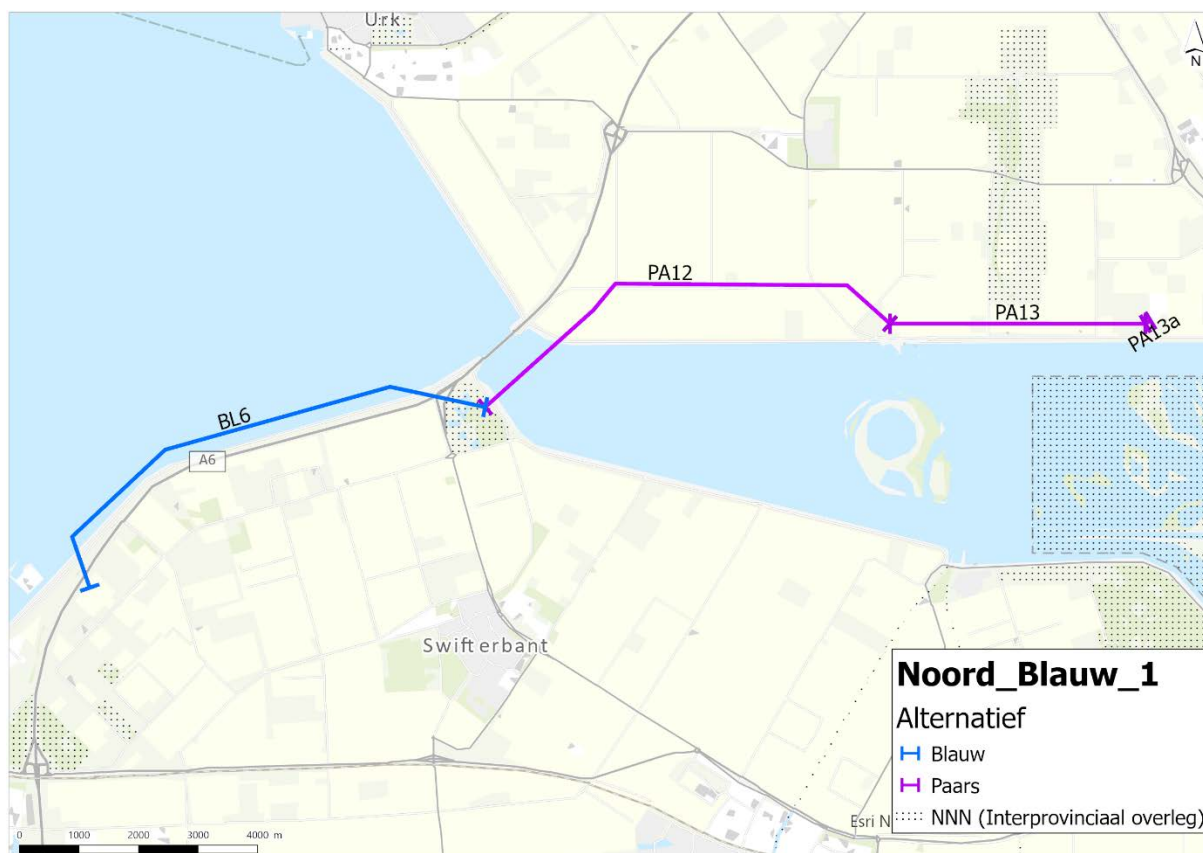 Urk
N
PA12
PA13
PA13a
BL6
A6
Swifterbant
Noord_Blauw_1
Alternatief
Blauw
Paars
NNN (Interprovinciaal overleg)
Esri N
0 1000 2000 3000 4000 m